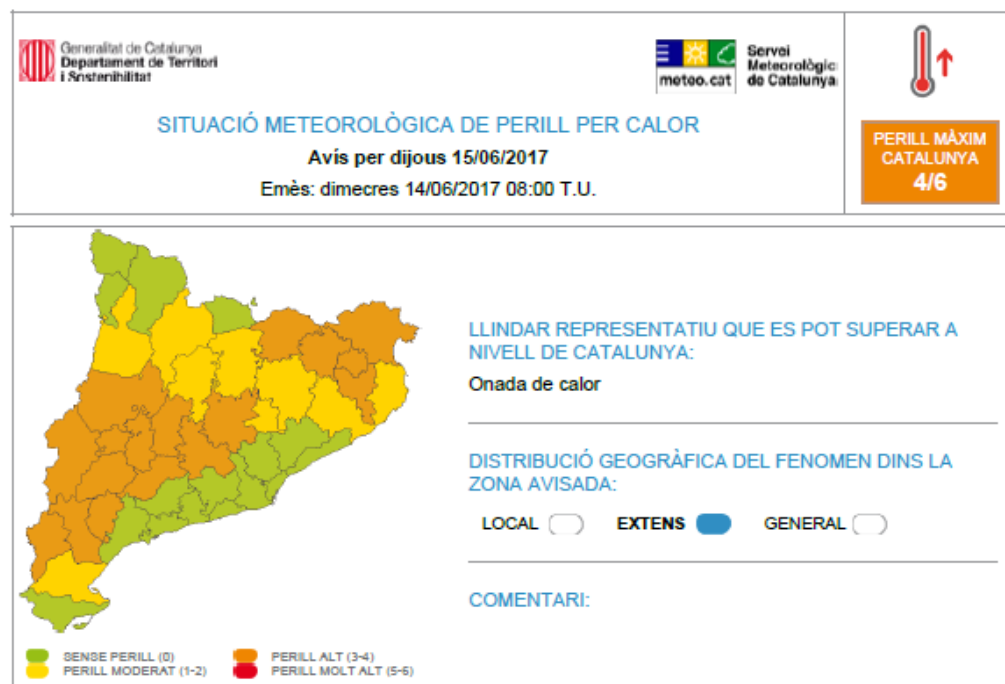 Generalitat de Catalunya
Departament de Territori
i Sostenibilitat
meteo.cat
Servei
Meteorològic
de Catalunya
SITUACIÓ METEOROLÒGICA DE PERILL PER CALOR
Avís per dijous 15/06/2017
Emès: dimecres 14/06/2017 08:00 T.U.
PERILL MÀXIM
CATALUNYA
4/6
LLINDAR REPRESENTATIU QUE ES POT SUPERAR A
NIVELL DE CATALUNYA:
Onada de calor
DISTRIBUCIÓ GEOGRÀFICA DEL FENOMEN DINS LA
ZONA AVISADA:
LOCAL EXTENS GENERAL
COMENTARI:
SENSE PERILL (0)
PERILL MODERAT (1-2)
PERILL ALT (3-4)
PERILL MOLT ALT (5-6)